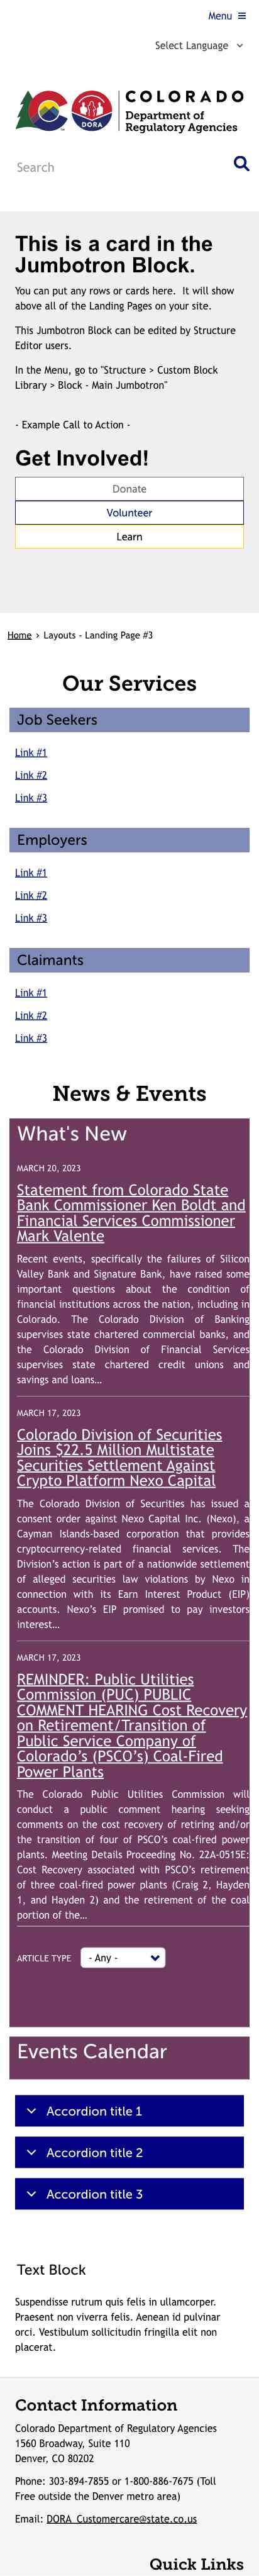 Menu
Select Language
DORA
COLORADO
Department of
Regulatory Agencies
Search
This is a card in the
Jumbotron Block.
You can put any rows or cards here.  It will show
above all of the Landing Pages on your site.
This Jumbotron Block can be edited by Structure
Editor users.
In the Menu, go to "Structure > Custom Block
Library > Block - Main Jumbotron"
- Example Call to Action -
Get Involved!
Donate
Volunteer
Learn
Home › Layouts - Landing Page #3
Our Services
Job Seekers
Link #1
Link #2
Link #3
Employers
Link #1
Link #2
Link #3
Claimants
Link #1
Link #2
Link #3
News & Events
What's New
MARCH 20, 2023
Statement from Colorado State
Bank Commissioner Ken Boldt and
Financial Services Commissioner
Mark Valente
Recent events, specifically the failures of Silicon
Valley Bank and Signature Bank, have raised some
important questions about the condition of
financial institutions across the nation, including in
Colorado. The Colorado Division of Banking
supervises state chartered commercial banks, and
the Colorado Division of Financial Services
supervises state chartered credit unions and
savings and loans…
MARCH 17, 2023
Colorado Division of Securities
Joins $22.5 Million Multistate
Securities Settlement Against
Crypto Platform Nexo Capital
The Colorado Division of Securities has issued a
consent order against Nexo Capital Inc. (Nexo), a
Cayman Islands-based corporation that provides
cryptocurrency-related financial services. The
Division’s action is part of a nationwide settlement
of alleged securities law violations by Nexo in
connection with its Earn Interest Product (EIP)
accounts. Nexo’s EIP promised to pay investors
interest…
MARCH 17, 2023
REMINDER: Public Utilities
Commission (PUC) PUBLIC
COMMENT HEARING Cost Recovery
on Retirement/Transition of
Public Service Company of
Colorado’s (PSCO’s) Coal-Fired
Power Plants
The Colorado Public Utilities Commission will
conduct a public comment hearing seeking
comments on the cost recovery of retiring and/or
the transition of four of PSCO’s coal-fired power
plants. Meeting Details Proceeding No. 22A-0515E:
Cost Recovery associated with PSCO’s retirement
of three coal-fired power plants (Craig 2, Hayden
1, and Hayden 2) and the retirement of the coal
portion of the…
ARTICLE TYPE - Any -
Events Calendar
Accordion title 1
Accordion title 2
Accordion title 3
Text Block
Suspendisse rutrum quis felis in ullamcorper.
Praesent non viverra felis. Aenean id pulvinar
orci. Vestibulum sollicitudin fringilla elit non
placerat.
Contact Information
Colorado Department of Regulatory Agencies
1560 Broadway, Suite 110
Denver, CO 80202
Phone: 303-894-7855 or 1-800-886-7675 (Toll
Free outside the Denver metro area)
Email: DORA_Customercare@state.co.us
Quick Links